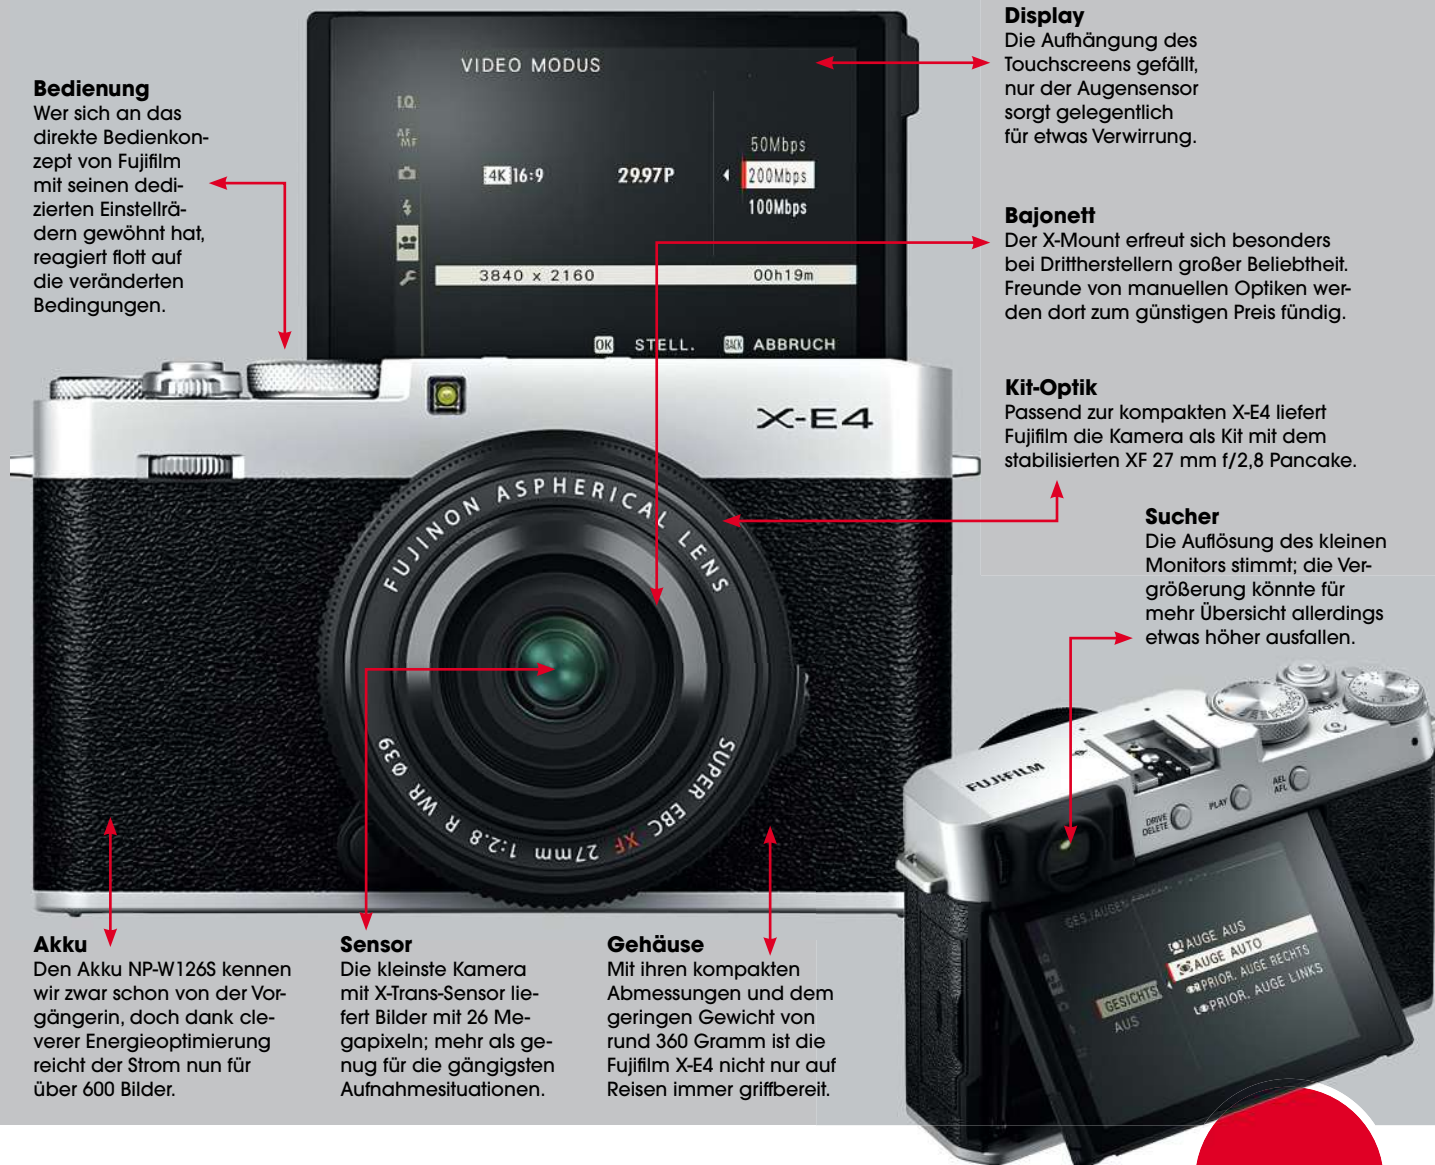 Bedienung
Wer sich an das
direkte Bedienkon-
zept von Fujifilm
mit seinen dedi-
zierten Einstellrä-
dern gewöhnt hat,
reagiert flott auf
die veränderten
Bedingungen.
VIDEO MODUS
I.Q.
AF
MF
4K 16:9 29.97P
50Mbps
200Mbps
100Mbps
3840 x 2160 00h19m
OK STELL. BACK ABBRUCH
Display
Die Aufhängung des
Touchscreens gefällt,
nur der Augensensor
sorgt gelegentlich
für etwas Verwirrung.
Bajonett
Der X-Mount erfreut sich besonders
bei Drittherstellern großer Beliebtheit.
Freunde von manuellen Optiken wer-
den dort zum günstigen Preis fündig.
Kit-Optik
Passend zur kompakten X-E4 liefert
Fujifilm die Kamera als Kit mit dem
stabilisierten XF 27 mm f/2,8 Pancake.
Sucher
Die Auflösung des kleinen
Monitors stimmt; die Ver-
größerung könnte für
mehr Übersicht allerdings
etwas höher ausfallen.
X-E4
FUJINON ASPHERICAL LENS
SUPER EBC XF 27mm 1:2.8 R WR Ø39
FUJIFILM
ON OFF
Q
DRIVE
DELETE
PLAY
AEL
AFL
GES./AUGEN
AUGE AUS
AUGE AUTO
GESICHTS R PRIOR. AUGE RECHTS
AUS L PRIOR. AUGE LINKS
Akku
Den Akku NP-W126S kennen
wir zwar schon von der Vor-
gängerin, doch dank cle-
verer Energieoptimierung
reicht der Strom nun für
über 600 Bilder.
Sensor
Die kleinste Kamera
mit X-Trans-Sensor lie-
fert Bilder mit 26 Me-
gapixeln; mehr als ge-
nug für die gängigsten
Aufnahmesituationen.
Gehäuse
Mit ihren kompakten
Abmessungen und dem
geringen Gewicht von
rund 360 Gramm ist die
Fujifilm X-E4 nicht nur auf
Reisen immer griffbereit.